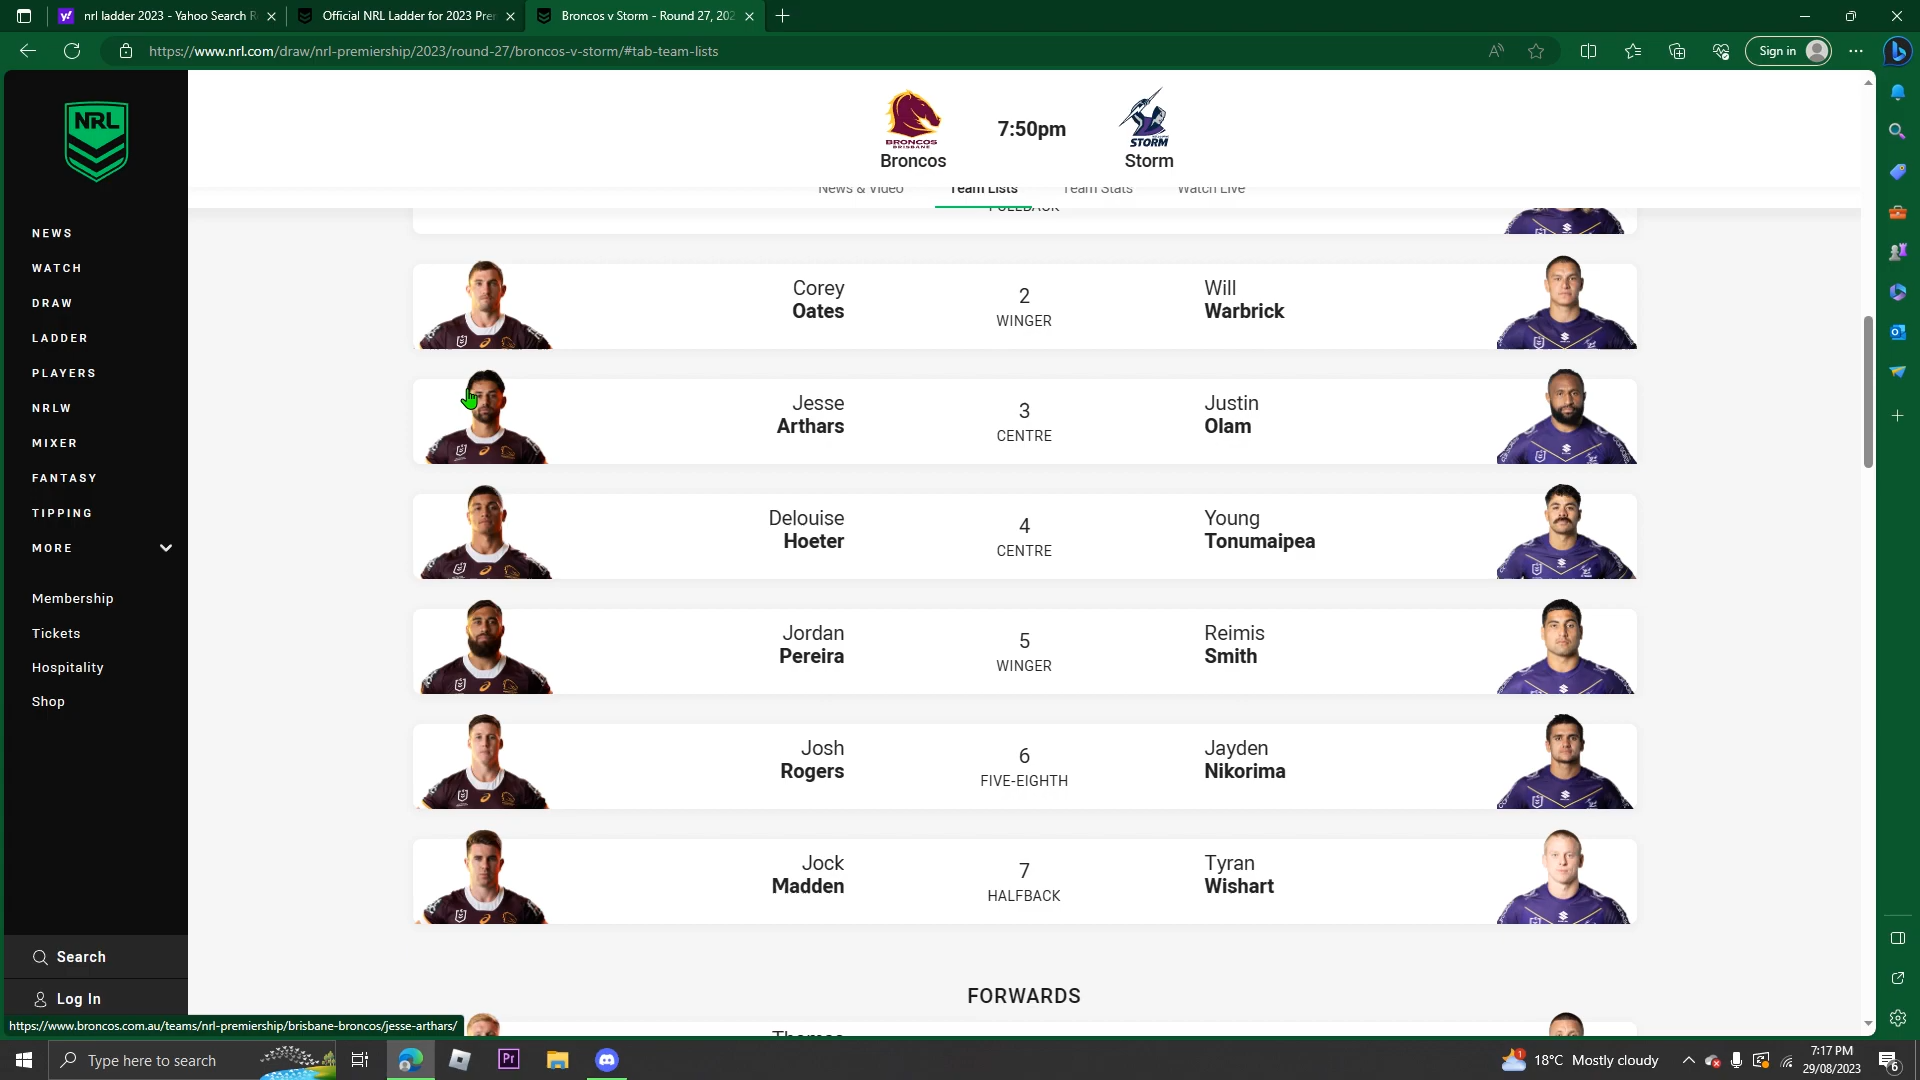 nrl ladder 2023 - Yahoo Search R
Official NRL Ladder for 2023 Pre
Broncos v Storm - Round 27, 202
https://www.nrl.com/draw/nrl-premiership/2023/round-27/broncos-v-storm/#tab-team-lists
Sign in
NRL
NEWS
WATCH
DRAW
LADDER
PLAYERS
NRLW
MIXER
FANTASY
TIPPING
MORE
Membership
Tickets
Hospitality
Shop
Search
Log In
BRONCOS
BRISBANE
Broncos
7:50pm
STORM
Storm
News & Video
Team Lists
Team Stats
Watch Live
FULLBACK
Corey
Oates
2
WINGER
Will
Warbrick
Jesse
Arthars
3
CENTRE
Justin
Olam
Delouise
Hoeter
4
CENTRE
Young
Tonumaipea
Jordan
Pereira
5
WINGER
Reimis
Smith
Josh
Rogers
6
FIVE-EIGHTH
Jayden
Nikorima
Jock
Madden
7
HALFBACK
Tyran
Wishart
FORWARDS
Thomas
https://www.broncos.com.au/teams/nrl-premiership/brisbane-broncos/jesse-arthars/
Type here to search
Pr
1
18°C Mostly cloudy
7:17 PM
29/08/2023
6